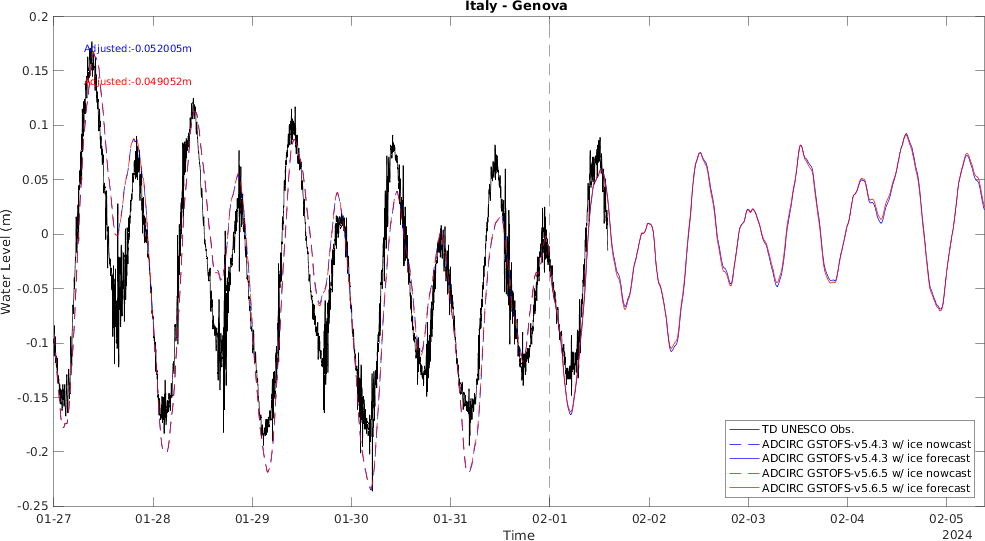 Italy - Genova
0.2
0.15
0.1
0.05
0
-0.05
-0.1
-0.15
-0.2
-0.25
Water Level (m)
Adjusted:-0.052005m
Adjusted:-0.049052m
TD UNESCO Obs.
ADCIRC GSTOFS-v5.4.3 w/ ice nowcast
ADCIRC GSTOFS-v5.4.3 w/ ice forecast
ADCIRC GSTOFS-v5.6.5 w/ ice nowcast
ADCIRC GSTOFS-v5.6.5 w/ ice forecast
01-27 01-28 01-29 01-30 01-31 02-01 02-02 02-03 02-04 02-05
Time
2024